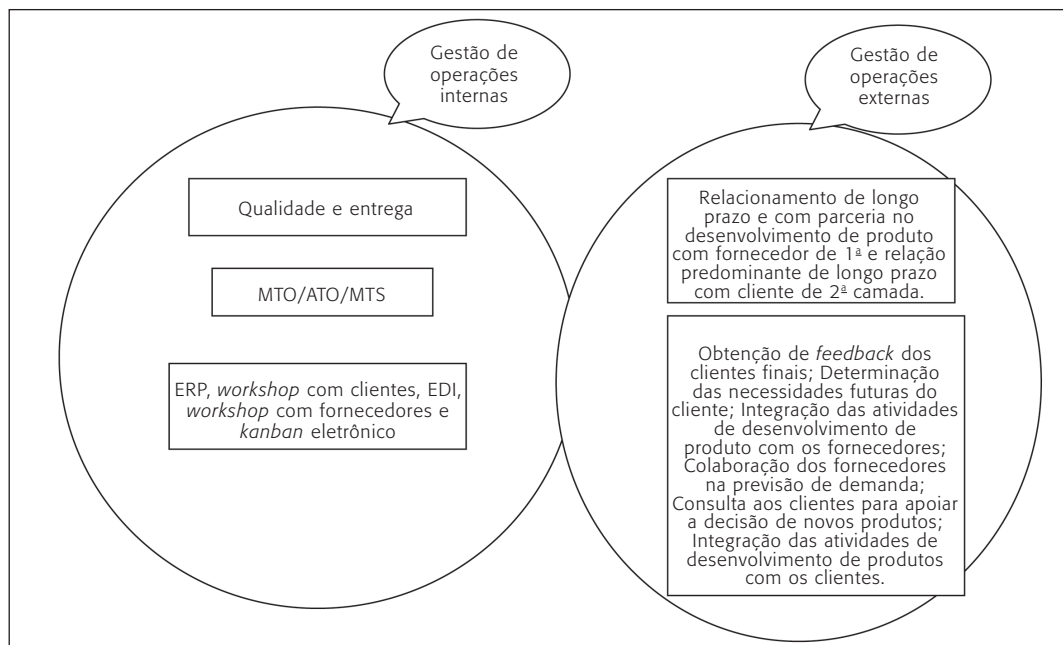 Gestão de
operações
internas
Gestão de
operações
externas
Qualidade e entrega
MTO/ATO/MTS
ERP, workshop com clientes, EDI,
workshop com fornecedores e
kanban eletrônico
Relacionamento de longo
prazo e com parceria no
desenvolvimento de produto
com fornecedor de 1ª e relação
predominante de longo prazo
com cliente de 2ª camada.
Obtenção de feedback dos
clientes finais; Determinação
das necessidades futuras do
cliente; Integração das atividades
de desenvolvimento de
produto com os fornecedores;
Colaboração dos fornecedores
na previsão de demanda;
Consulta aos clientes para apoiar
a decisão de novos produtos;
Integração das atividades de
desenvolvimento de produtos
com os clientes.